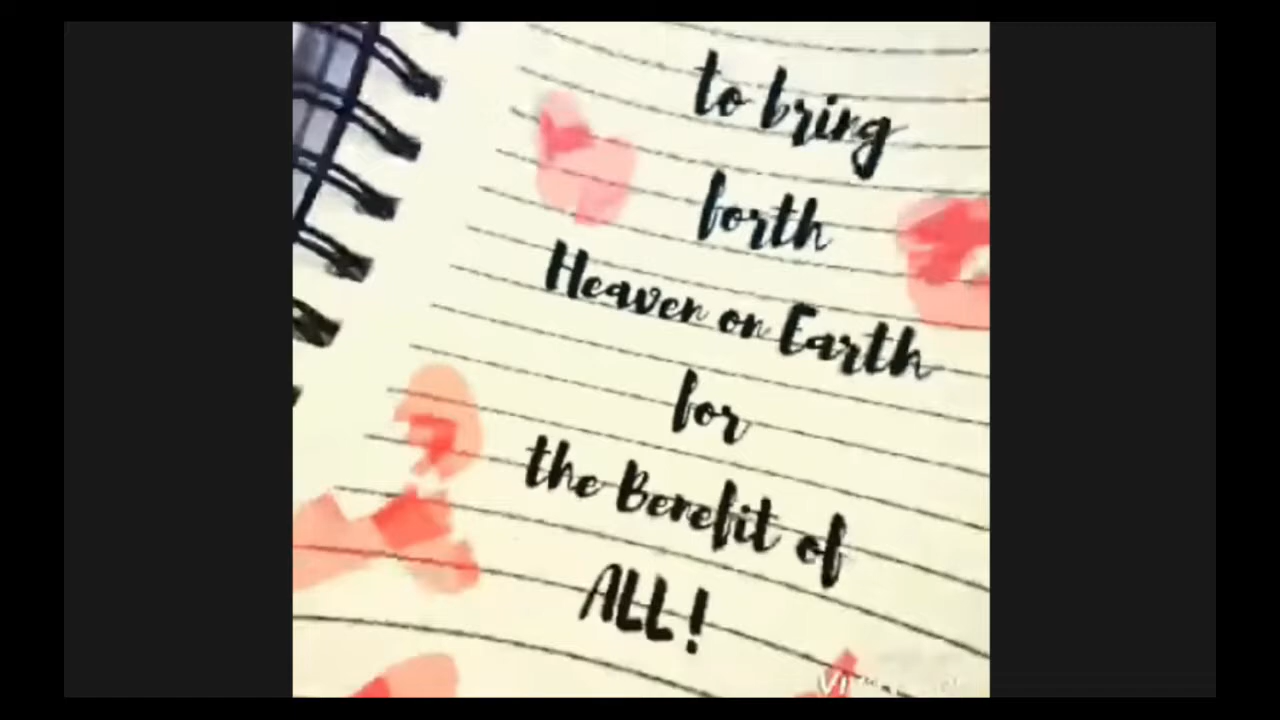 to bring
forth
Heaven on Earth
for
the Benefit of
ALL!